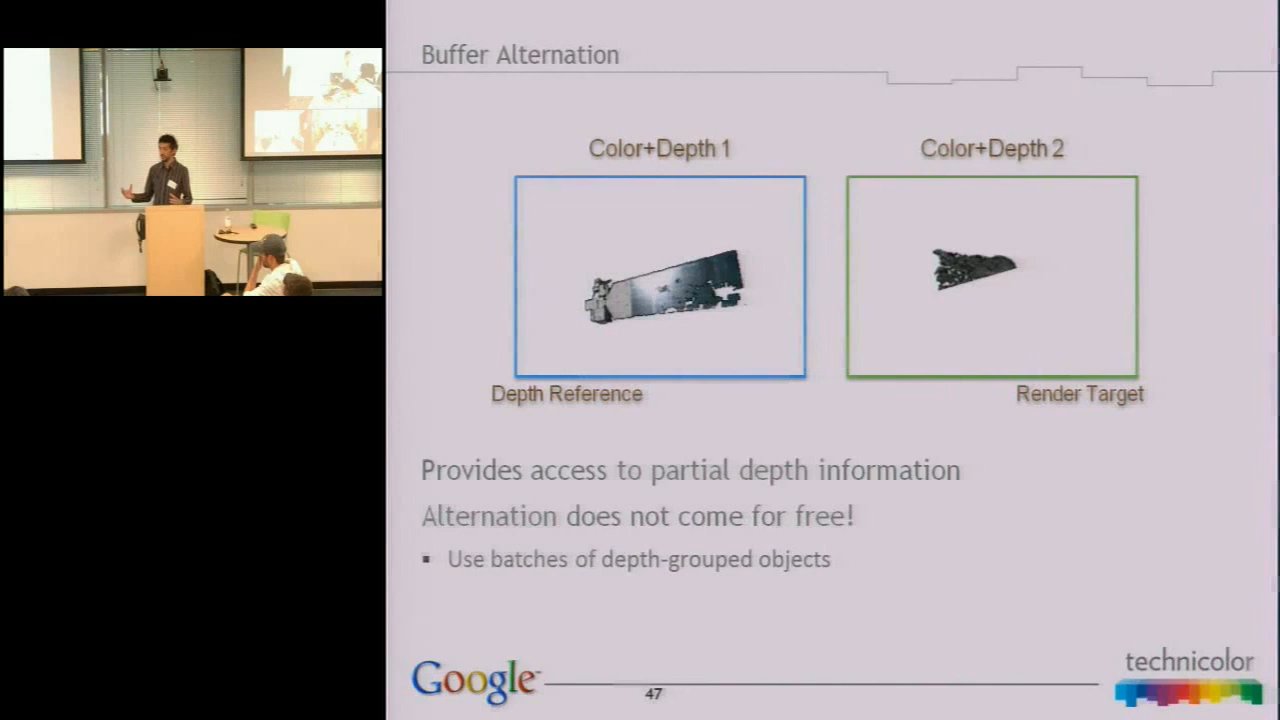 Buffer Alternation
Color+Depth 1
Color+Depth 2
Depth Reference
Render Target
Provides access to partial depth information
Alternation does not come for free!
▪ Use batches of depth-grouped objects
Google™
47
technicolor